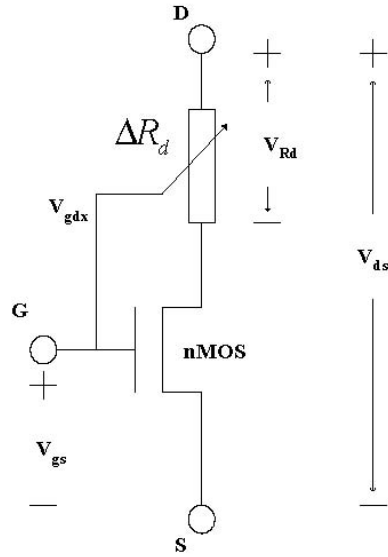 D
ΔR_d
V_Rd
V_gdx
V_ds
G
nMOS
V_gs
S